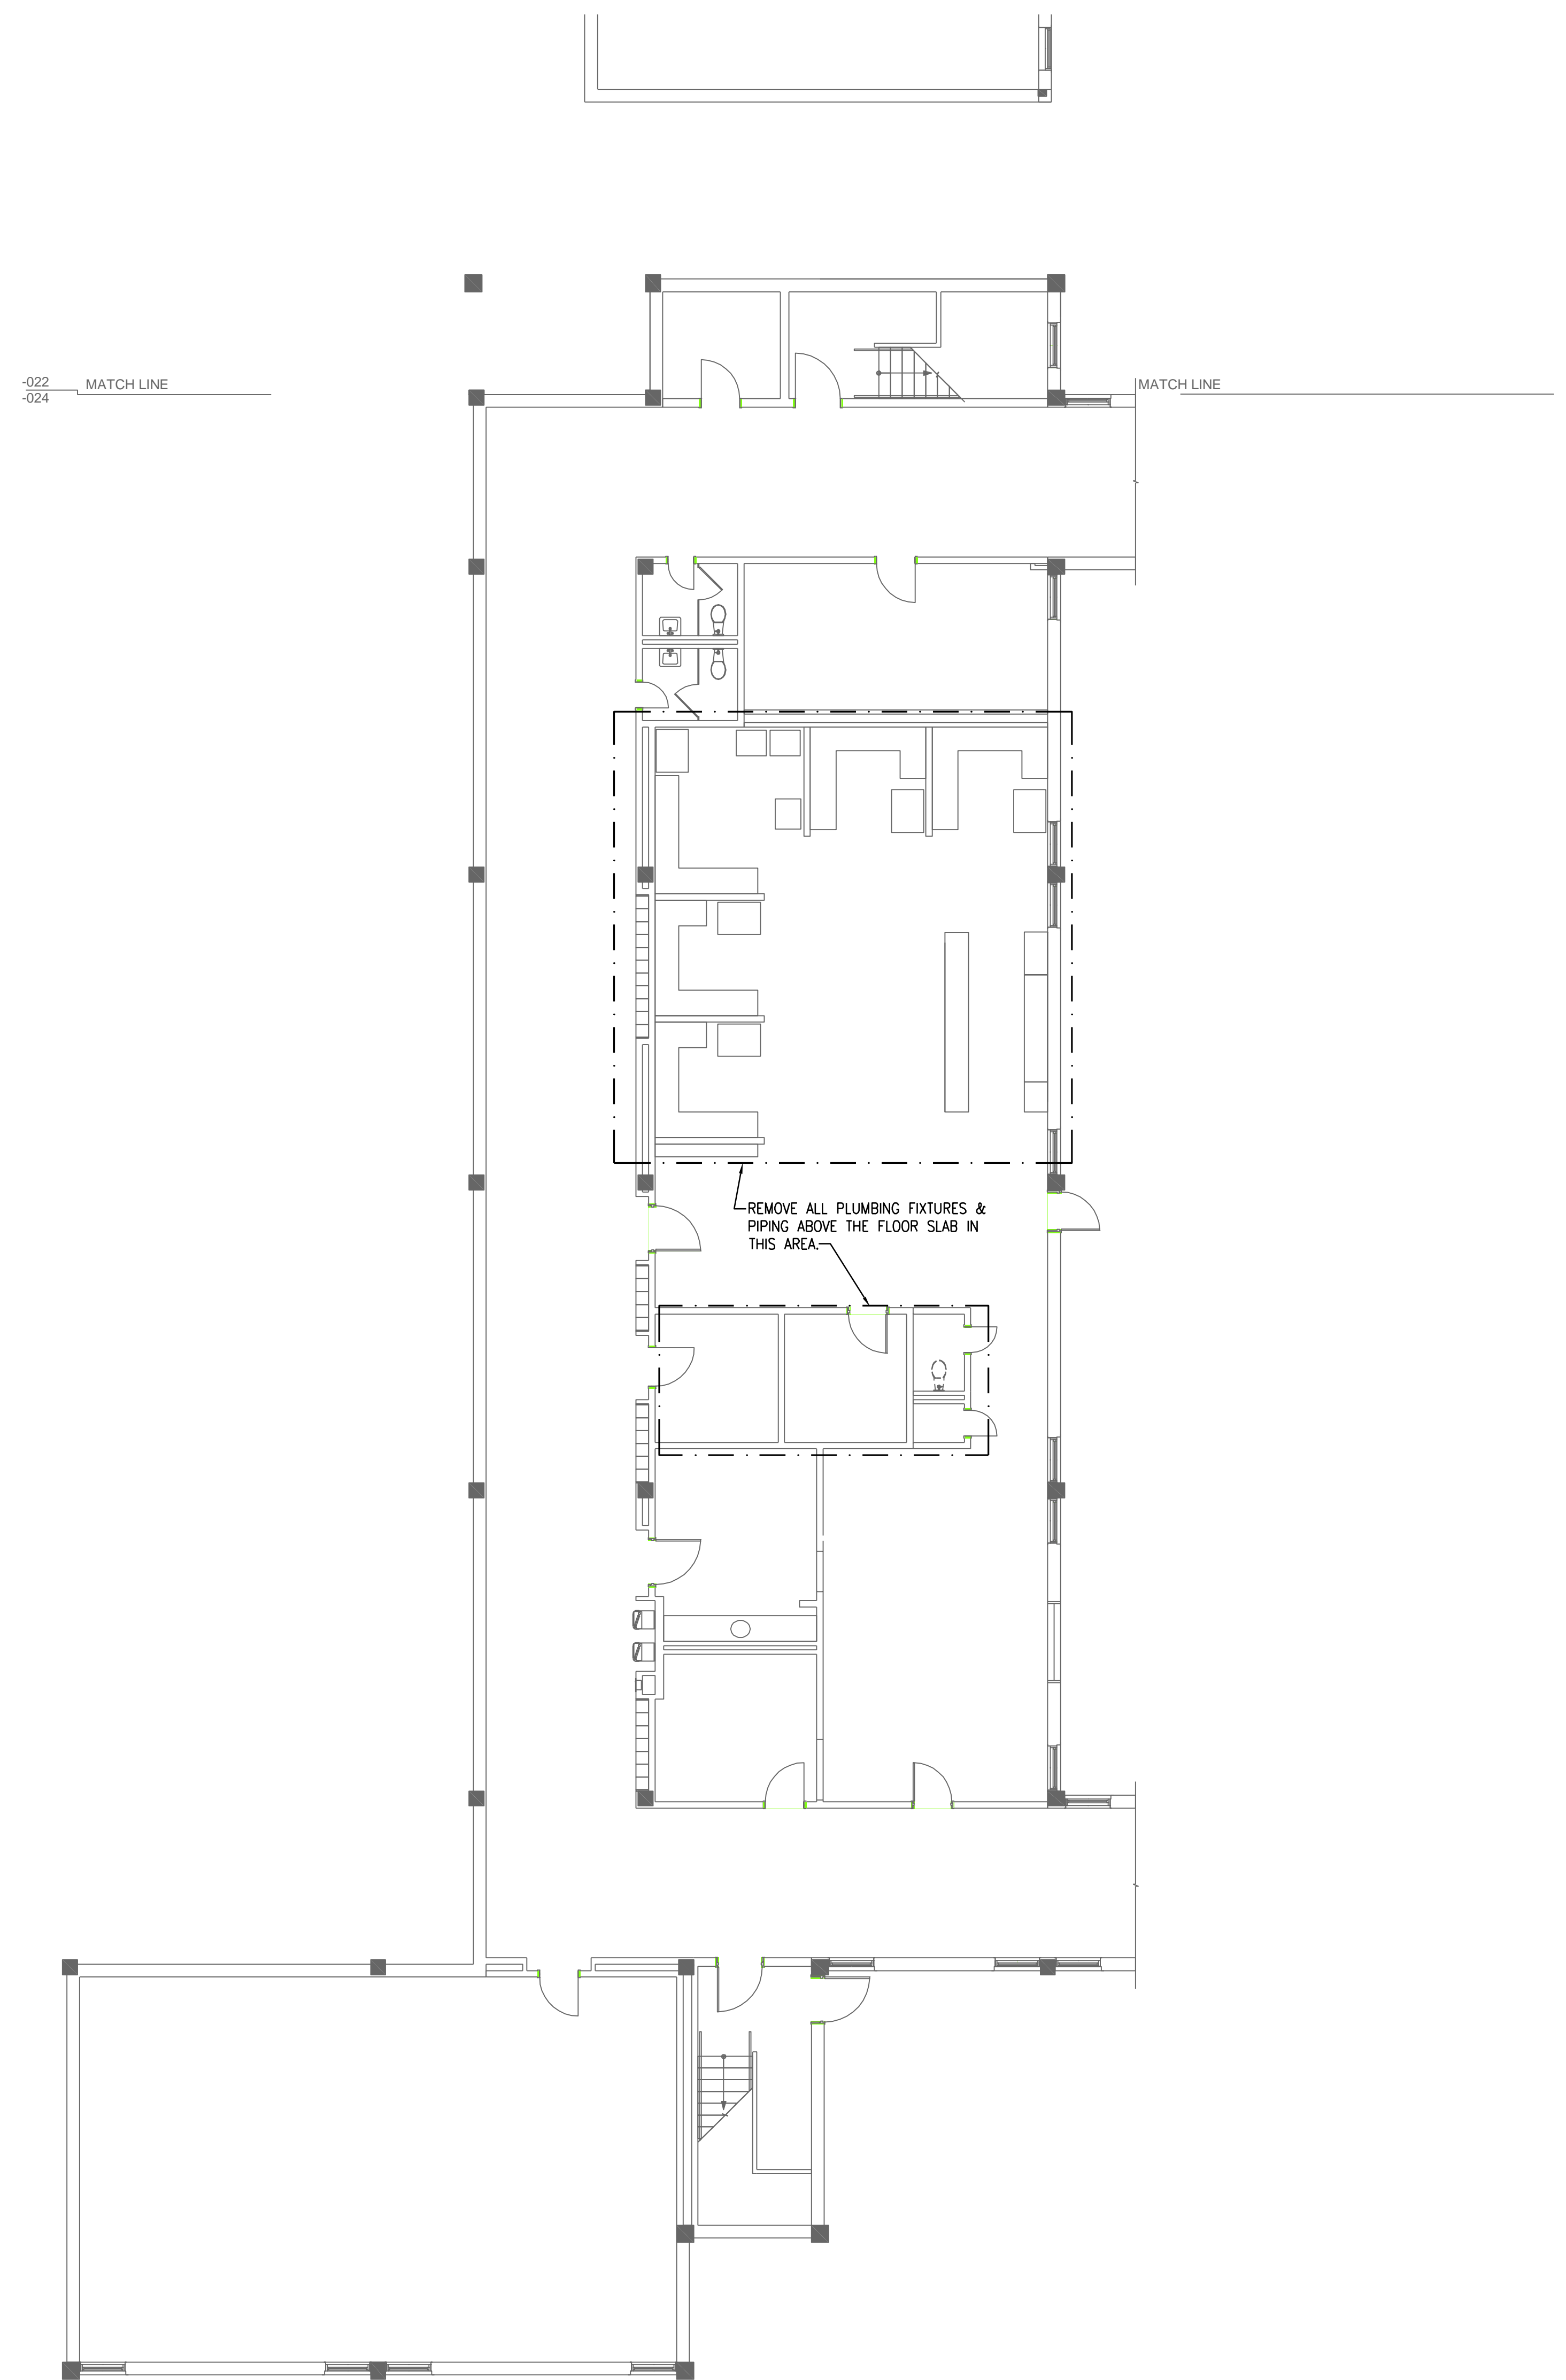 -022
-024
MATCH LINE
MATCH LINE
REMOVE ALL PLUMBING FIXTURES &
PIPING ABOVE THE FLOOR SLAB IN
THIS AREA.